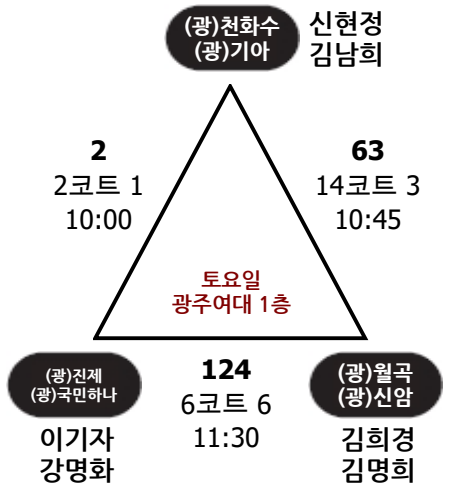 (광)천화수
(광)기아
신현정
김남희
2
2코트 1
10:00
63
14코트 3
10:45
토요일
광주여대 1층
(광)진제
(광)국민하나
이기자
강명화
124
6코트 6
11:30
(광)월곡
(광)신암
김희경
김명희